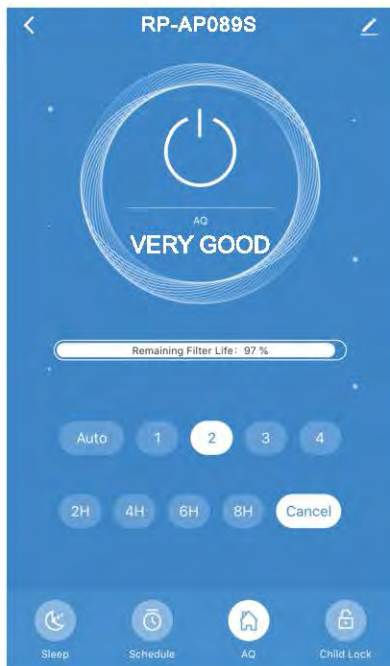 RP-AP089S
AQ
VERY GOOD
Remaining Filter Life: 97 %
Auto 1 2 3 4
2H 4H 6H 8H Cancel
Sleep Schedule AQ Child Lock